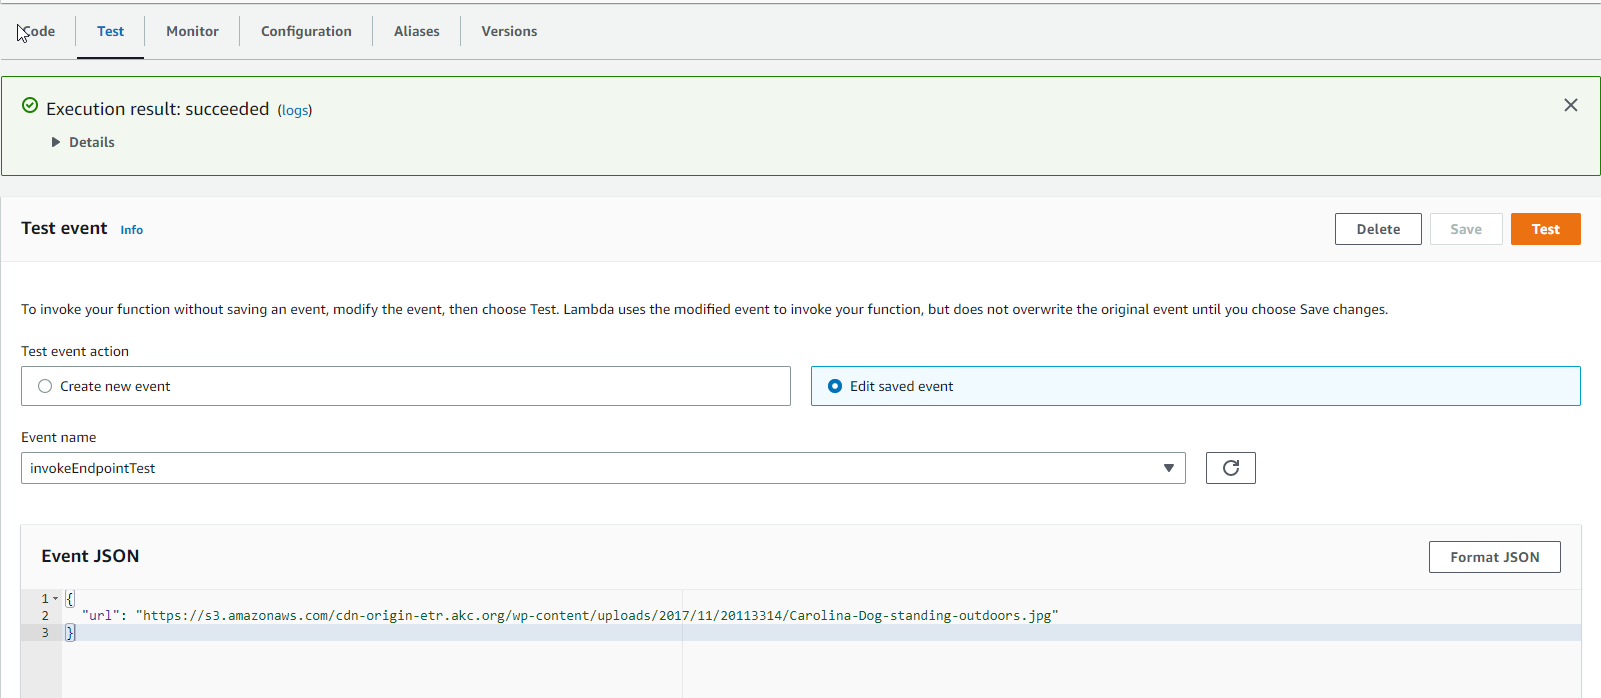 Code Test Monitor Configuration Aliases Versions
Execution result: succeeded (logs)
Details
Test event Info Delete Save Test
To invoke your function without saving an event, modify the event, then choose Test. Lambda uses the modified event to invoke your function, but does not overwrite the original event until you choose Save changes.
Test event action
Create new event Edit saved event
Event name
invokeEndpointTest
Event JSON Format JSON
1 {
2 "url": "https://s3.amazonaws.com/cdn-origin-etr.akc.org/wp-content/uploads/2017/11/20113314/Carolina-Dog-standing-outdoors.jpg"
3 }